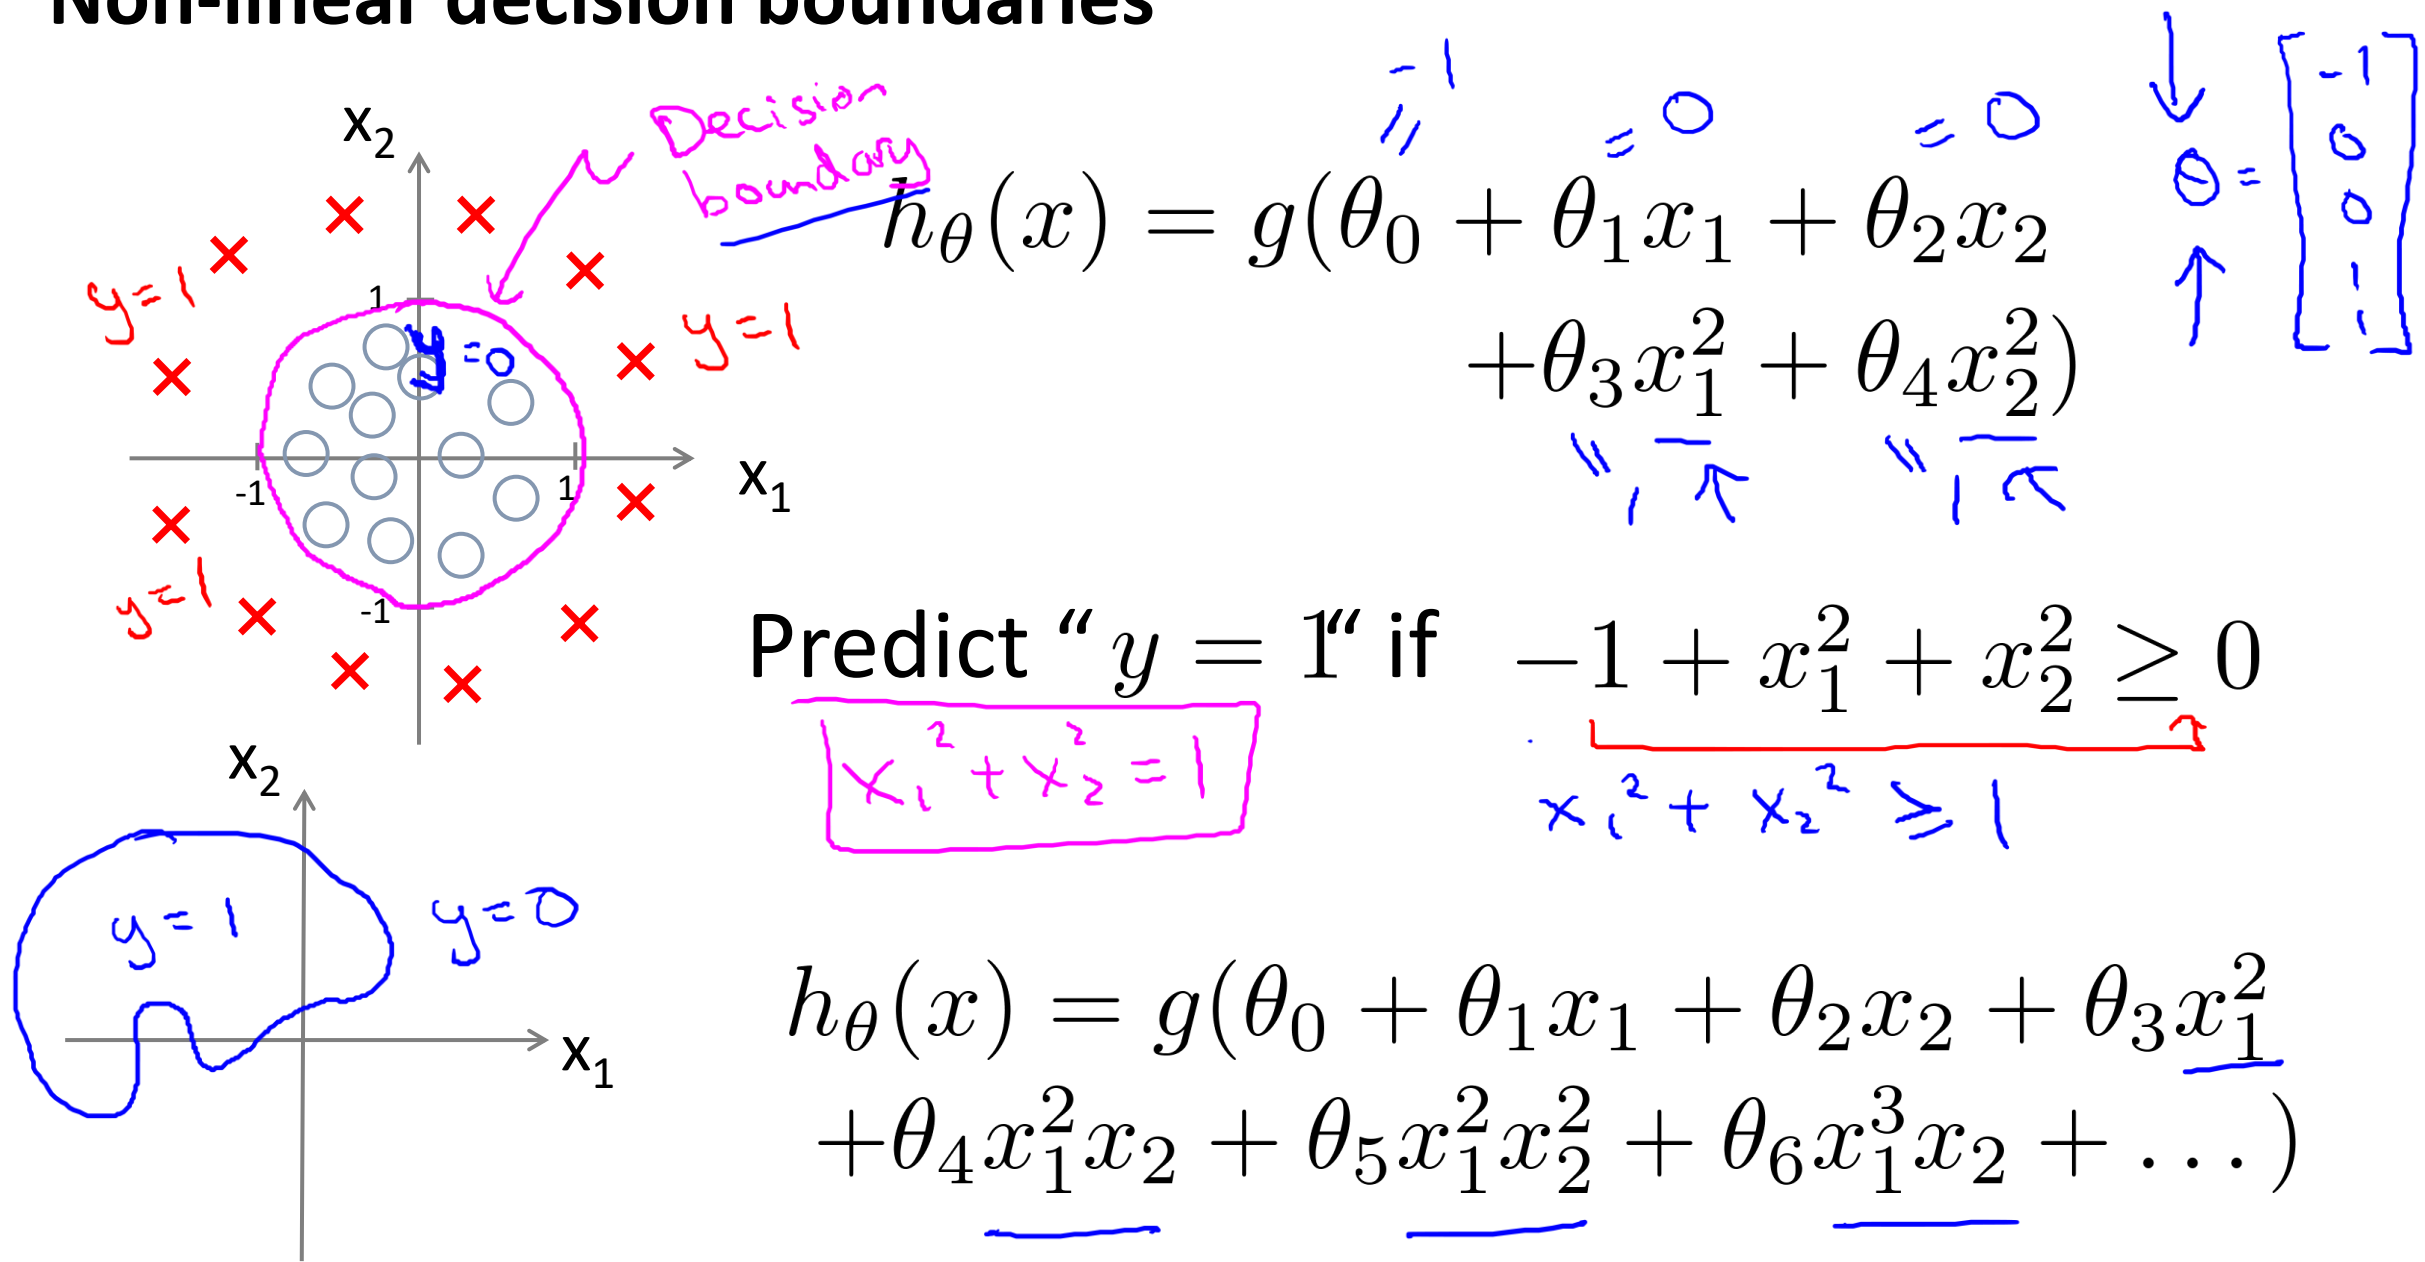 Non-linear decision boundaries
x₂
Decision
boundary
-1
=
= 0
= 0
θ = [-1 0 0 1 1]
h_θ(x) = g(θ₀ + θ₁x₁ + θ₂x₂
+θ₃x₁² + θ₄x₂²)
= 1
= 1
y = 1
1
y = 0
y = 1
-1
1
x₁
y = 1
-1
Predict “ y = 1“ if −1 + x₁² + x₂² ≥ 0
x₁² + x₂² = 1
x₁² + x₂² ≥ 1
x₂
y = 1
y = 0
x₁
h_θ(x) = g(θ₀ + θ₁x₁ + θ₂x₂ + θ₃x₁²
+θ₄x₁²x₂ + θ₅x₁²x₂² + θ₆x₁³x₂ + ...)